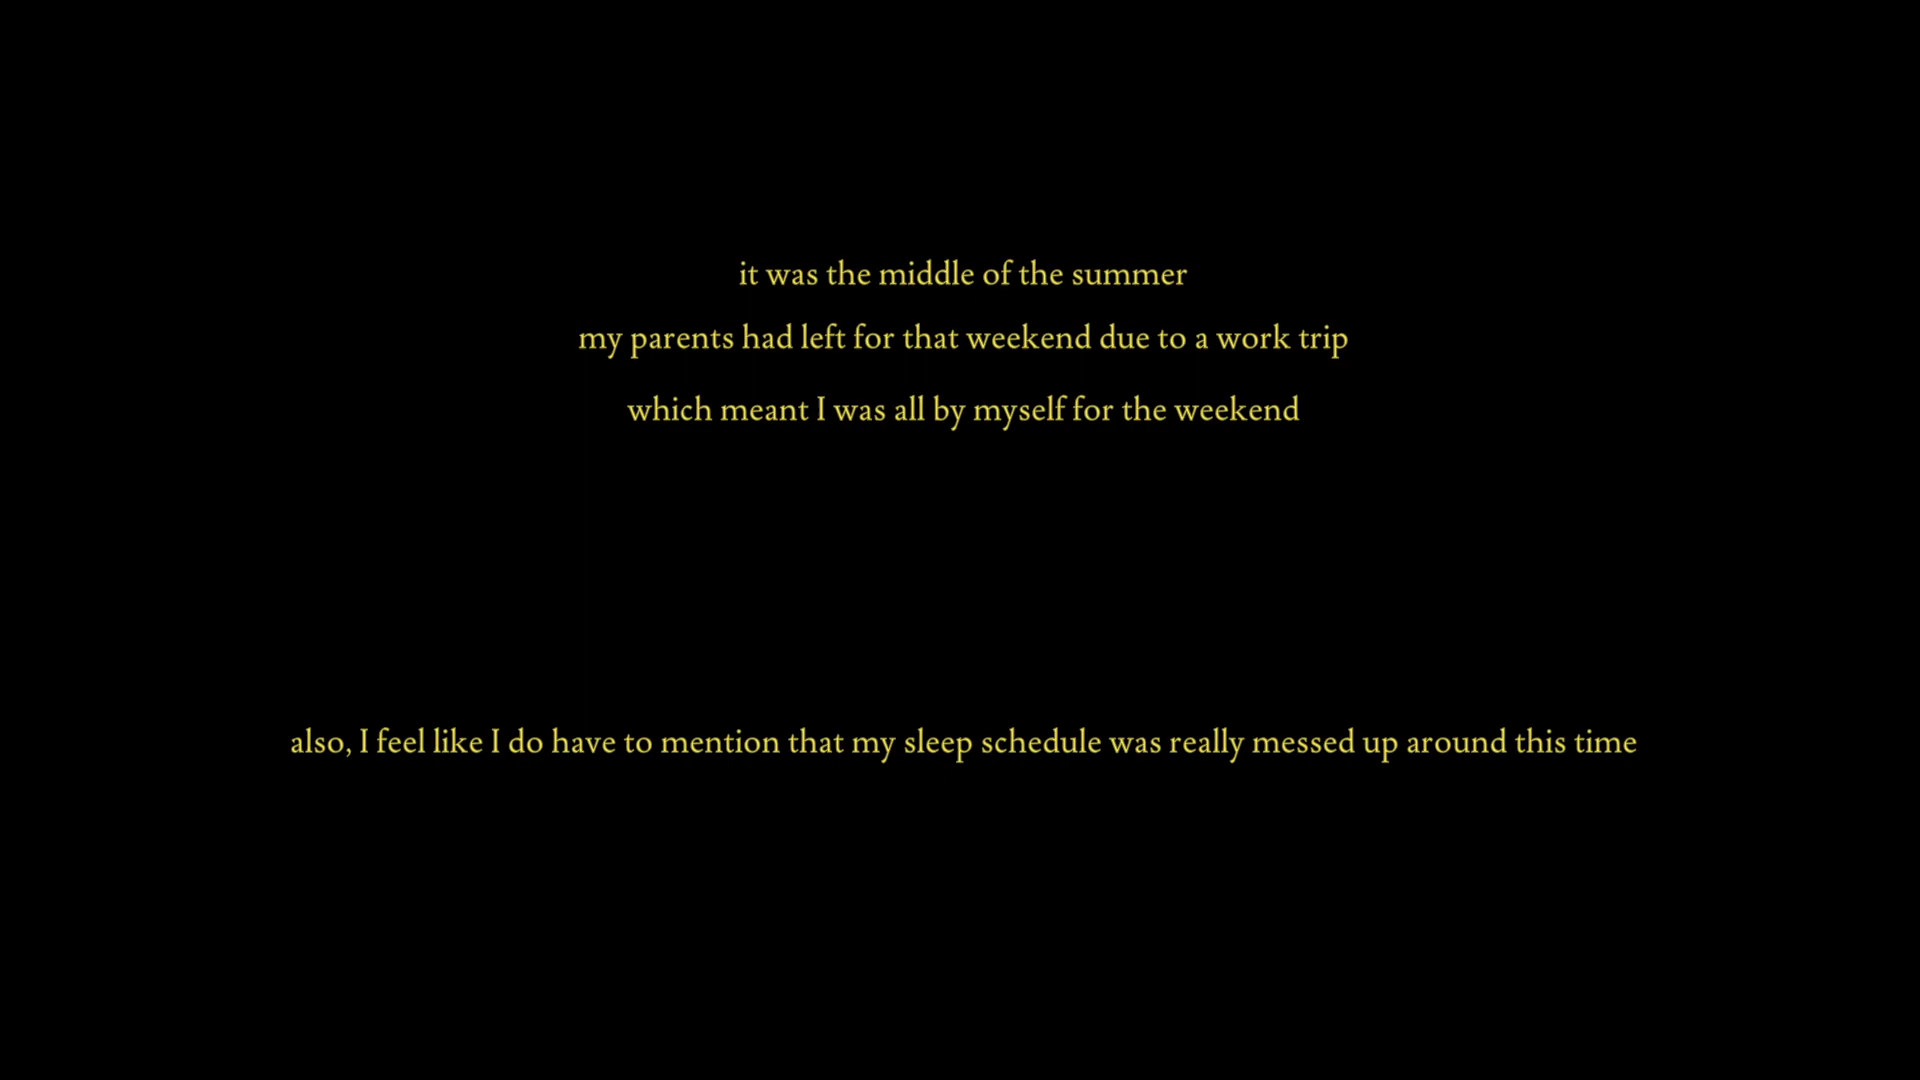 it was the middle of the summer
my parents had left for that weekend due to a work trip
which meant I was all by myself for the weekend
also, I feel like I do have to mention that my sleep schedule was really messed up around this time